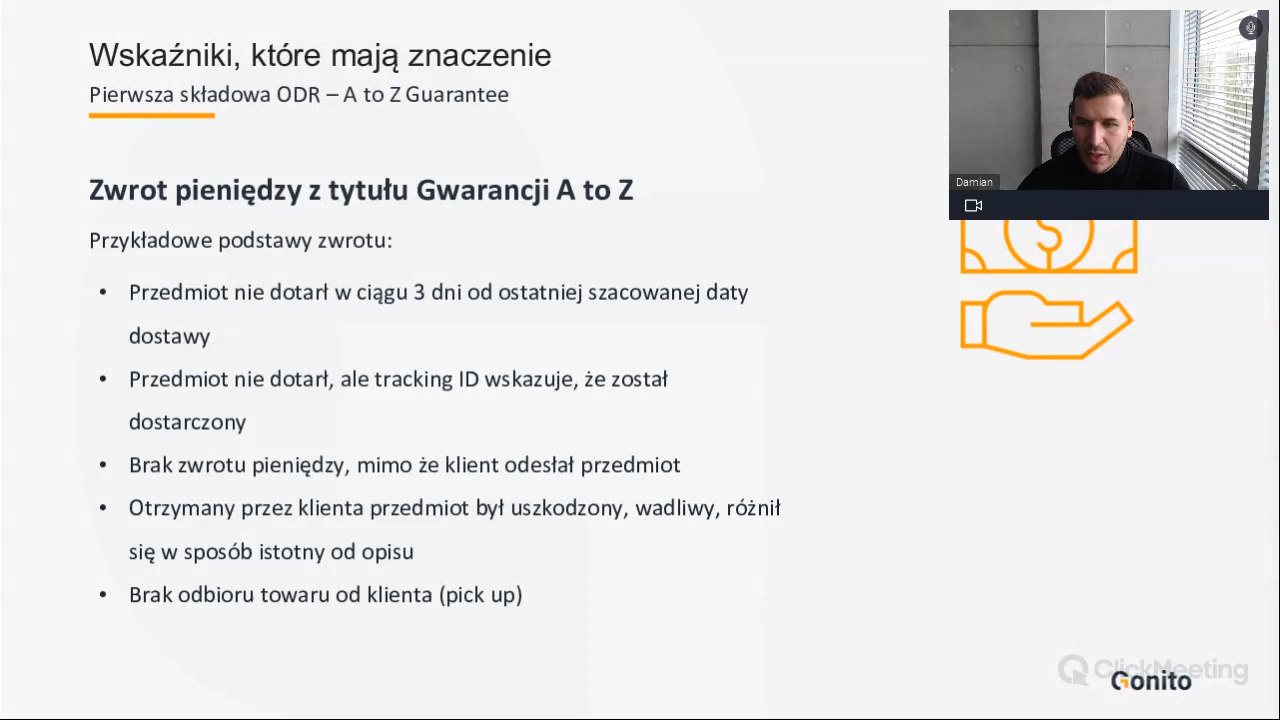 Wskaźniki, które mają znaczenie
Pierwsza składowa ODR – A to Z Guarantee
Zwrot pieniędzy z tytułu Gwarancji A to Z
Przykładowe podstawy zwrotu:
• Przedmiot nie dotarł w ciągu 3 dni od ostatniej szacowanej daty
dostawy
• Przedmiot nie dotarł, ale tracking ID wskazuje, że został
dostarczony
• Brak zwrotu pieniędzy, mimo że klient odesłał przedmiot
• Otrzymany przez klienta przedmiot był uszkodzony, wadliwy, różnił
się w sposób istotny od opisu
• Brak odbioru towaru od klienta (pick up)
Damian
ClickMeeting
Gonito